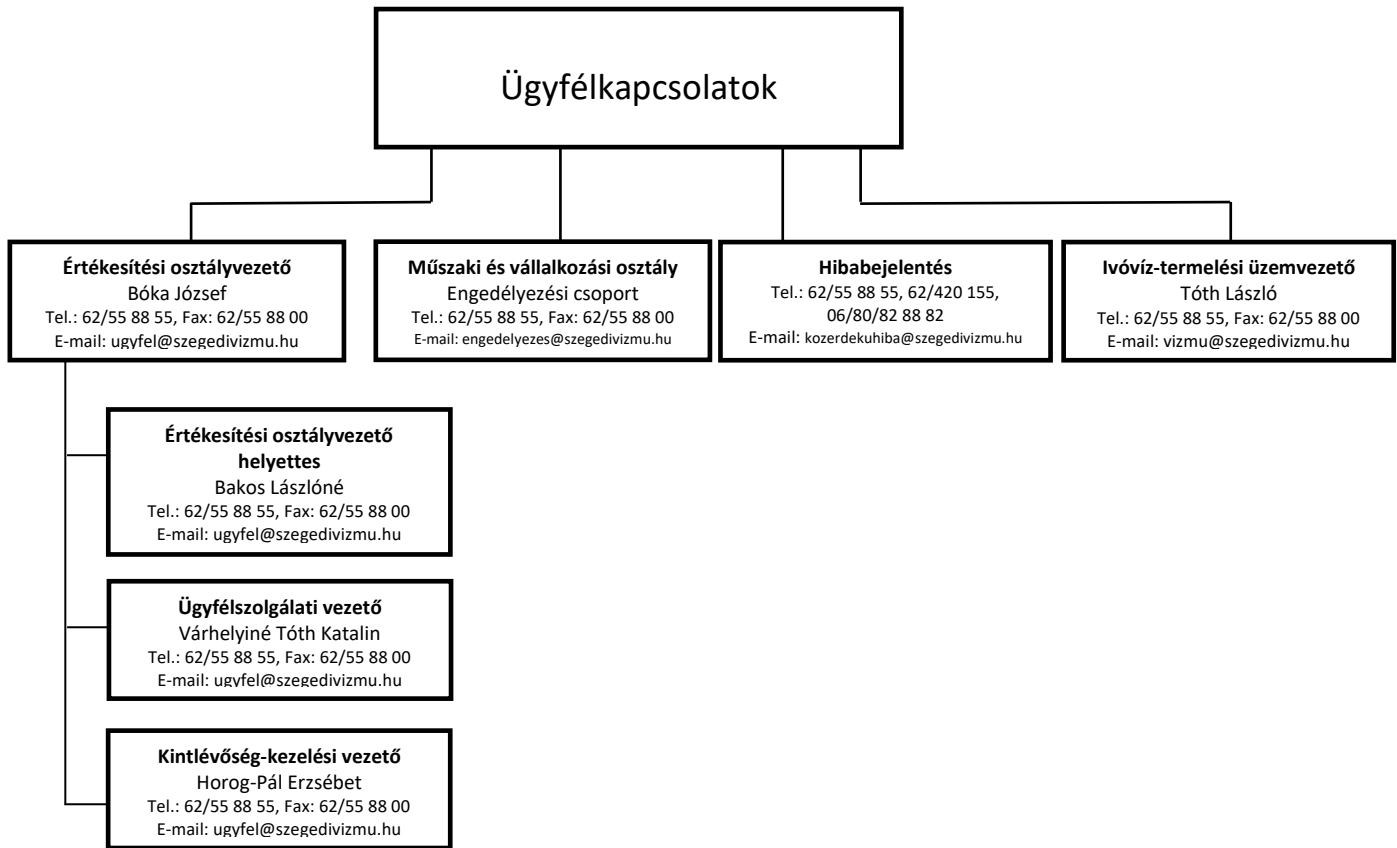 Ügyfélkapcsolatok
Értékesítési osztályvezető
Bóka József
Tel.: 62/55 88 55, Fax: 62/55 88 00
E-mail: ugyfel@szegedivizmu.hu
Műszaki és vállalkozási osztály
Engedélyezési csoport
Tel.: 62/55 88 55, Fax: 62/55 88 00
E-mail: engedelyezes@szegedivizmu.hu
Hibabejelentés
Tel.: 62/55 88 55, 62/420 155,
06/80/82 88 82
E-mail: kozerdekuhiba@szegedivizmu.hu
Ivóvíz-termelési üzemvezető
Tóth László
Tel.: 62/55 88 55, Fax: 62/55 88 00
E-mail: vizmu@szegedivizmu.hu
Értékesítési osztályvezető
helyettes
Bakos Lászlóné
Tel.: 62/55 88 55, Fax: 62/55 88 00
E-mail: ugyfel@szegedivizmu.hu
Ügyfélszolgálati vezető
Várhelyiné Tóth Katalin
Tel.: 62/55 88 55, Fax: 62/55 88 00
E-mail: ugyfel@szegedivizmu.hu
Kintlévőség-kezelési vezető
Horog-Pál Erzsébet
Tel.: 62/55 88 55, Fax: 62/55 88 00
E-mail: ugyfel@szegedivizmu.hu